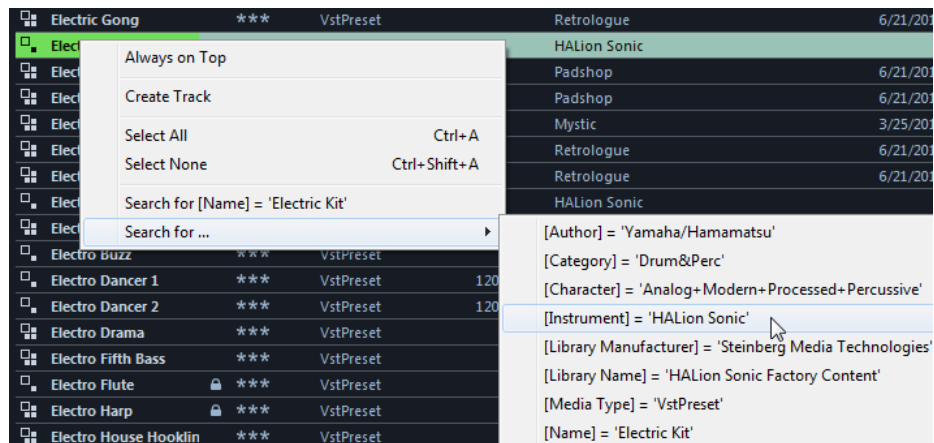 Electric Gong *** VstPreset Retrologue 6/21/201
Elect HALion Sonic
Always on Top
Elect Padshop 6/21/201
Create Track
Elect Padshop 6/21/201
Elect Mystic 3/25/201
Select All Ctrl+A
Elect Retrologue 6/21/201
Select None Ctrl+Shift+A
Elect Retrologue 6/21/201
Elect HALion Sonic
Search for [Name] = 'Electric Kit'
Elect
Search for ...
[Author] = 'Yamaha/Hamamatsu'
Electro Buzz *** VstPreset
[Category] = 'Drum&Perc'
Electro Dancer 1 *** VstPreset 120
[Character] = 'Analog+Modern+Processed+Percussive'
Electro Dancer 2 *** VstPreset 120
[Instrument] = 'HALion Sonic'
Electro Drama *** VstPreset
[Library Manufacturer] = 'Steinberg Media Technologies'
Electro Fifth Bass *** VstPreset
[Library Name] = 'HALion Sonic Factory Content'
Electro Flute *** VstPreset
[Media Type] = 'VstPreset'
Electro Harp *** VstPreset
[Name] = 'Electric Kit'
Electro House Hooklin *** VstPreset